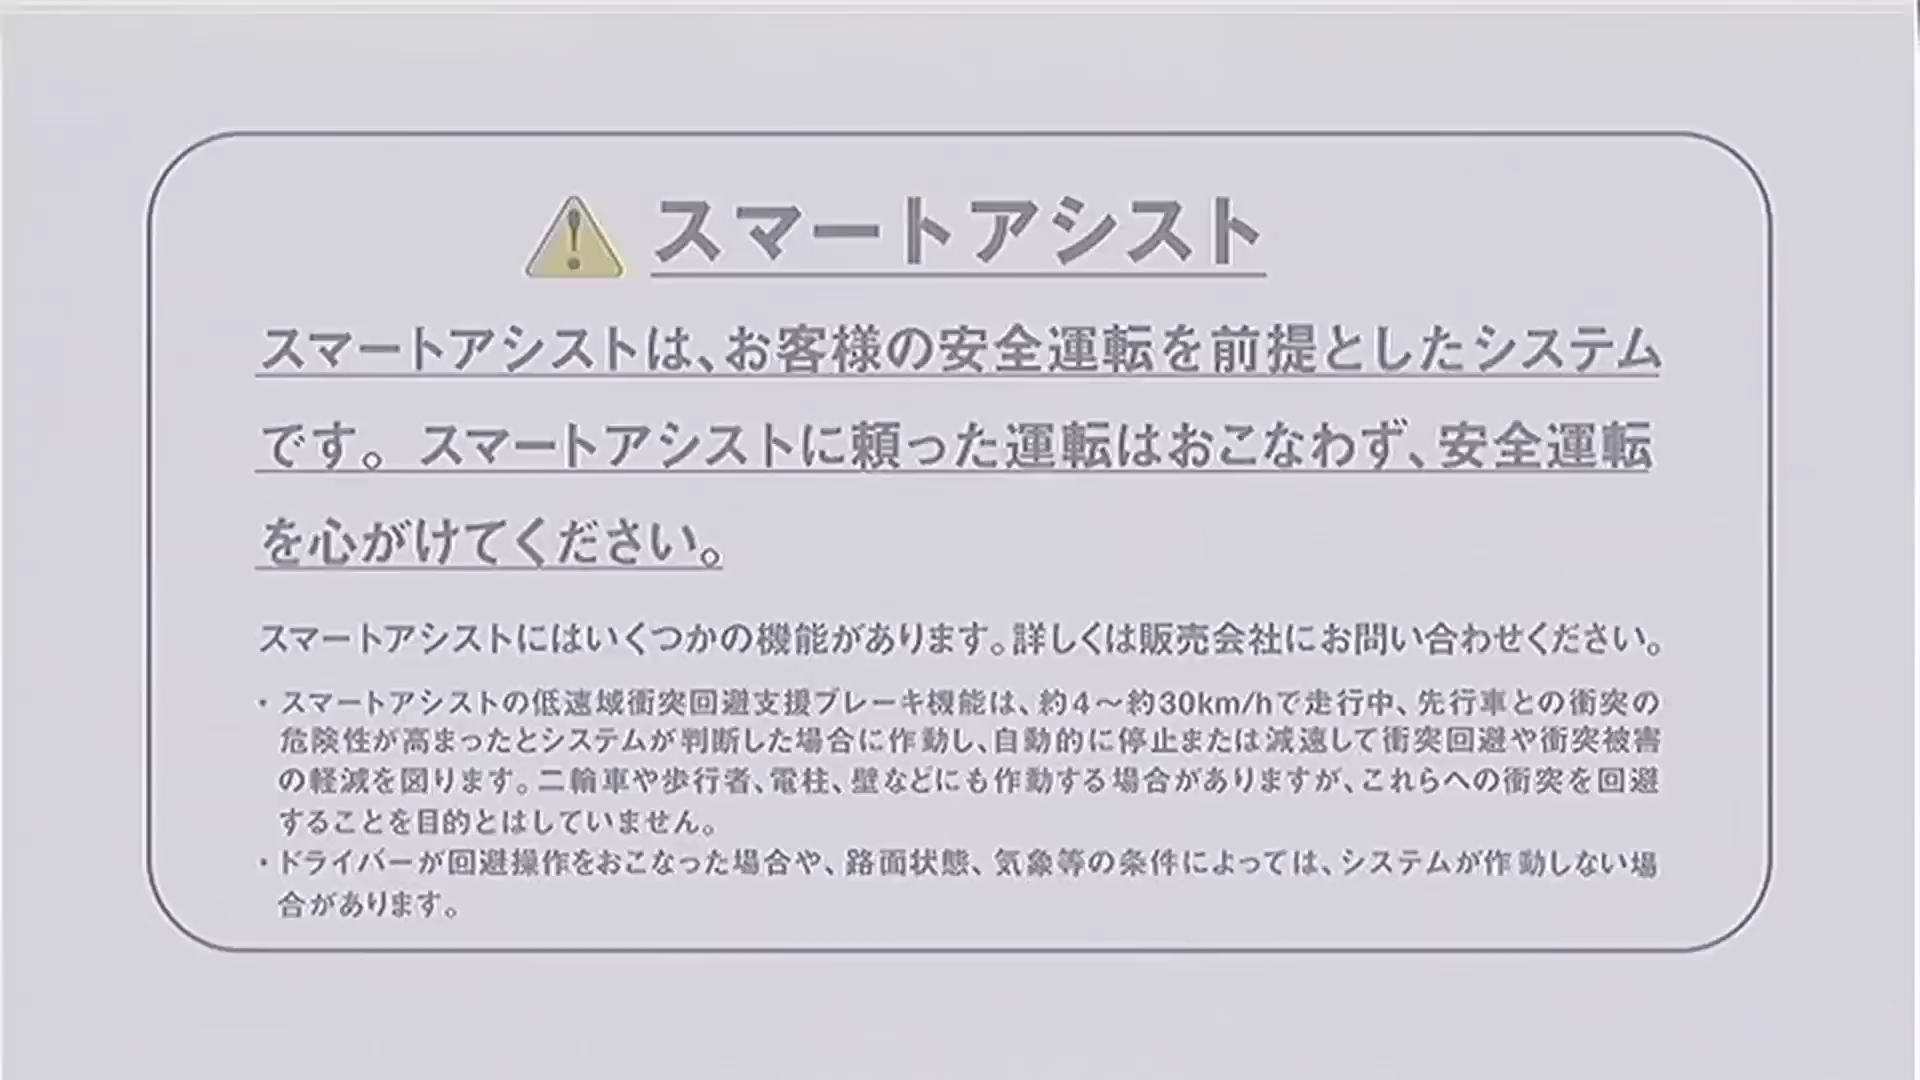 スマートアシスト
スマートアシストは、お客様の安全運転を前提としたシステム
です。スマートアシストに頼った運転はおこなわず、安全運転
を心がけてください。
スマートアシストにはいくつかの機能があります。詳しくは販売会社にお問い合わせください。
・スマートアシストの低速域衝突回避支援ブレーキ機能は、約4〜約30km/hで走行中、先行車との衝突の
危険性が高まったとシステムが判断した場合に作動し、自動的に停止または減速して衝突回避や衝突被害
の軽減を図ります。二輪車や歩行者、電柱、壁などにも作動する場合がありますが、これらへの衝突を回避
することを目的とはしていません。
・ドライバーが回避操作をおこなった場合や、路面状態、気象等の条件によっては、システムが作動しない場
合があります。